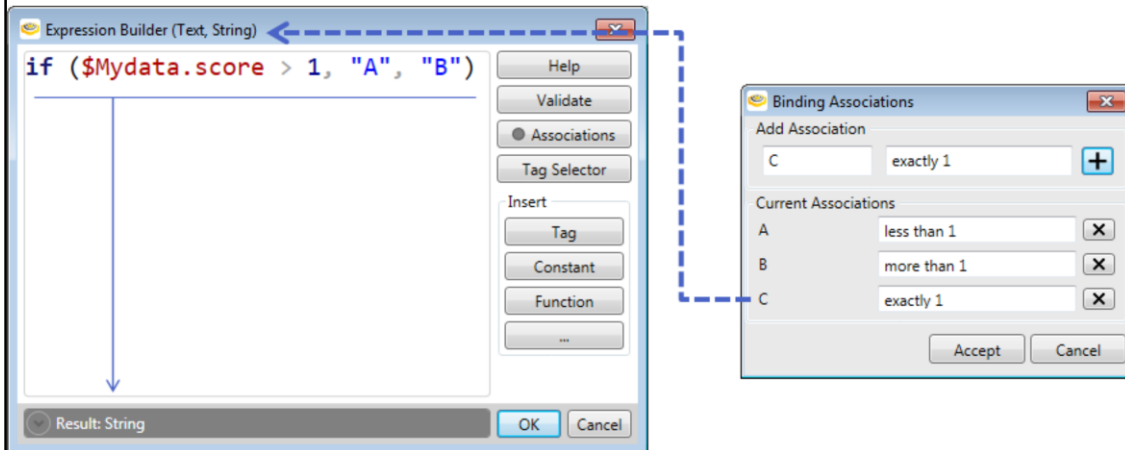 Expression Builder (Text, String)
if ($Mydata.score > 1, "A", "B")
Help
Validate
Associations
Tag Selector
Insert
Tag
Constant
Function
...
Result: String
OK
Cancel
Binding Associations
Add Association
C exactly 1
Current Associations
A less than 1
B more than 1
C exactly 1
Accept Cancel